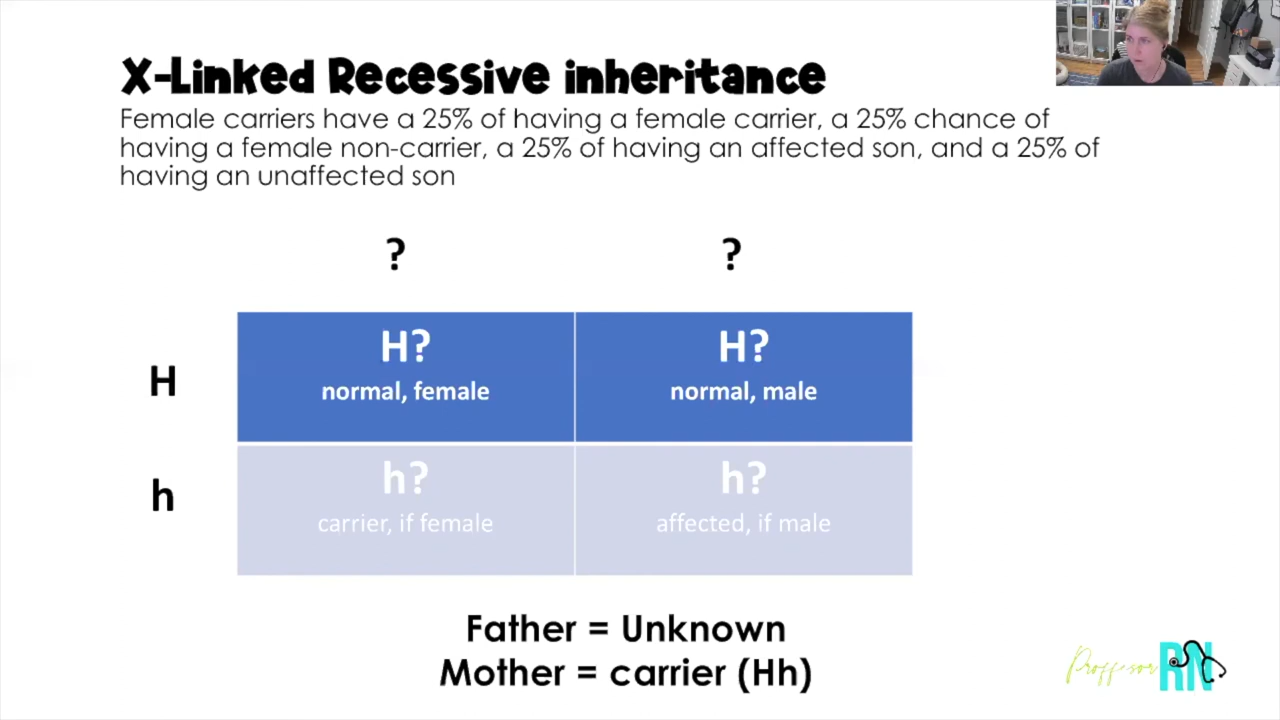 X-Linked Recessive inheritance
Female carriers have a 25% of having a female carrier, a 25% chance of
having a female non-carrier, a 25% of having an affected son, and a 25% of
having an unaffected son
? ?
H? H?
normal, female normal, male
H
h? h?
h
carrier, if female affected, if male
Father = Unknown
Mother = carrier (Hh)
Proffesor RN